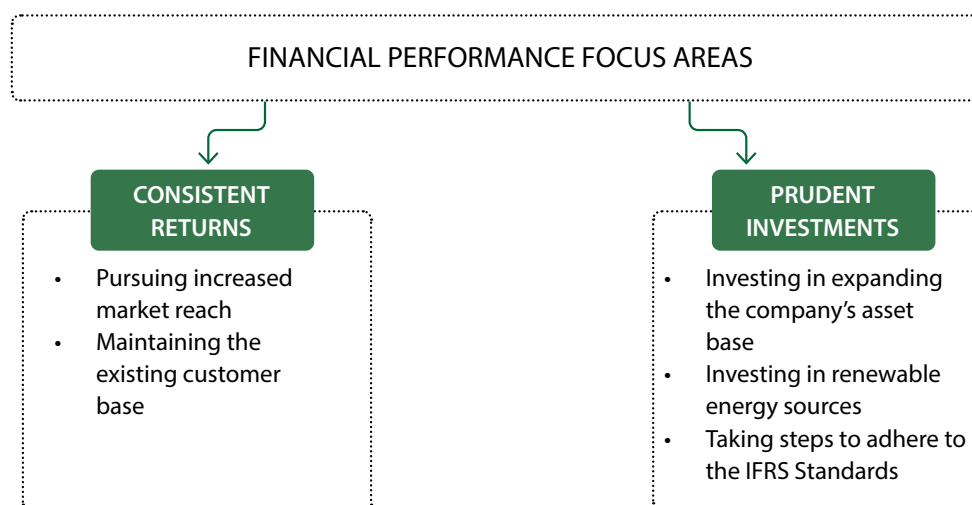 FINANCIAL PERFORMANCE FOCUS AREAS
CONSISTENT
RETURNS
• Pursuing increased
market reach
• Maintaining the
existing customer
base
PRUDENT
INVESTMENTS
• Investing in expanding
the company’s asset
base
• Investing in renewable
energy sources
• Taking steps to adhere to
the IFRS Standards